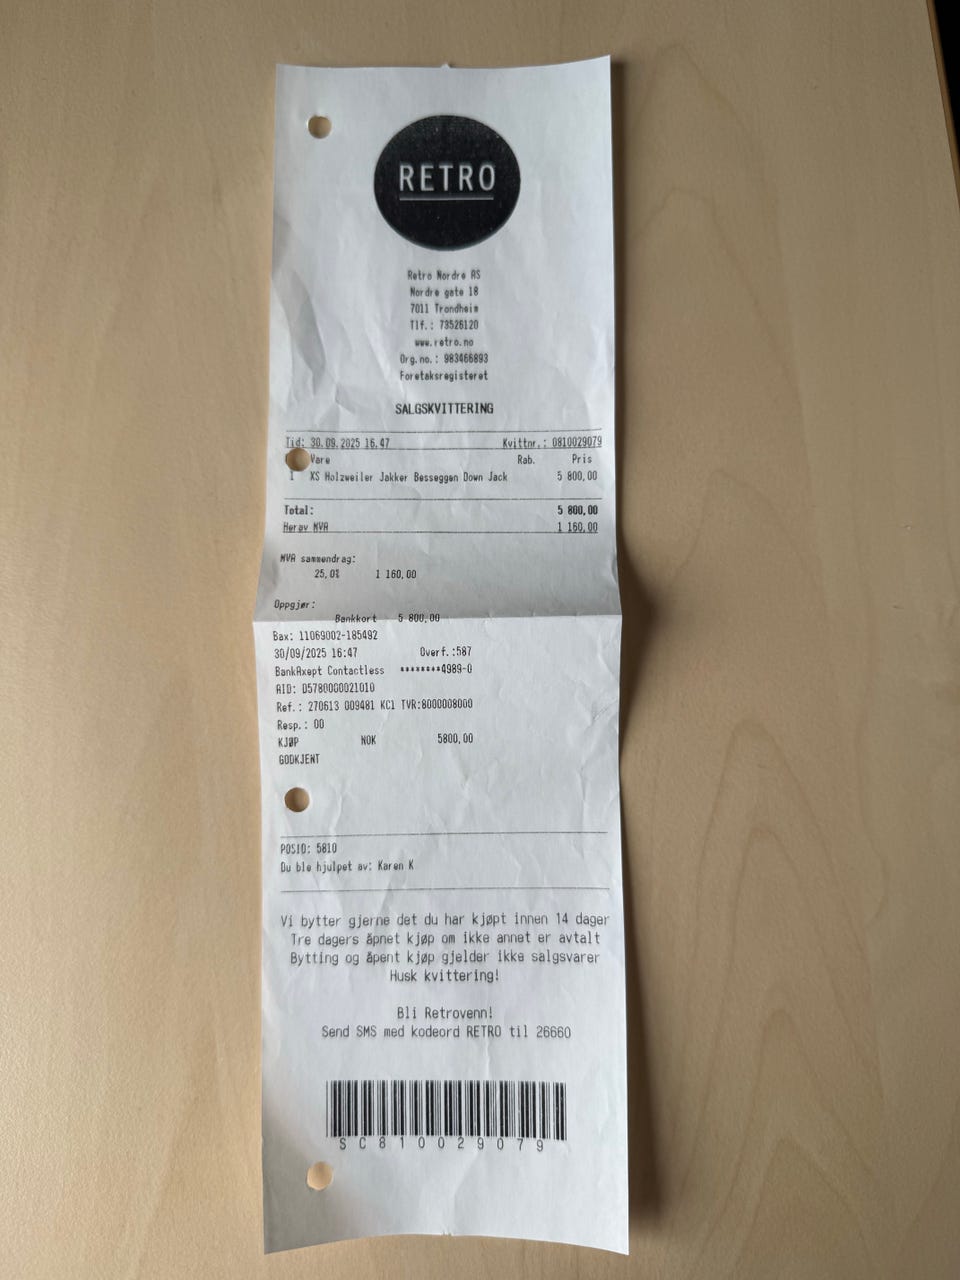 RETRO
Retro Nordre AS
Nordre gate 18
7011 Trondheim
Tlf.: 73526120
www.retro.no
Org.no.: 983466893
Foretaksregisteret
SALGSKVITTERING
Tid: 30.09.2025 16.47 Kvittnr.: 0810029079
Vare Rab. Pris
1 XS Holzweiler Jakker Besseggen Down Jack 5 800,00
Total: 5 800,00
Herav MVA 1 160,00
MVA sammendrag:
25,0% 1 160,00
Oppgjør:
Bankkort 5 800,00
Bax: 11069002-185492
30/09/2025 16:47 Overf.:587
BankAxept Contactless ********4989-0
AID: D5780000021010
Ref.: 270613 009481 KC1 TVR:8000008000
Resp.: 00
KJØP NOK 5800,00
GODKJENT
POSID: 5810
Du ble hjulpet av: Karen K
Vi bytter gjerne det du har kjøpt innen 14 dager
Tre dagers åpnet kjøp om ikke annet er avtalt
Bytting og åpent kjøp gjelder ikke salgsvarer
Husk kvittering!
Bli Retrovenn!
Send SMS med kodeord RETRO til 26660
SC810029079